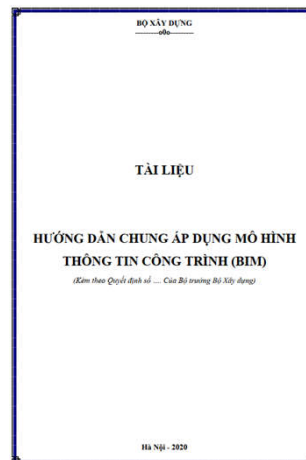 BỘ XÂY DỰNG
----------o0o----------
TÀI LIỆU
HƯỚNG DẪN CHUNG ÁP DỤNG MÔ HÌNH
THÔNG TIN CÔNG TRÌNH (BIM)
(Kèm theo Quyết định số .... Của Bộ trưởng Bộ Xây dựng)
Hà Nội - 2020